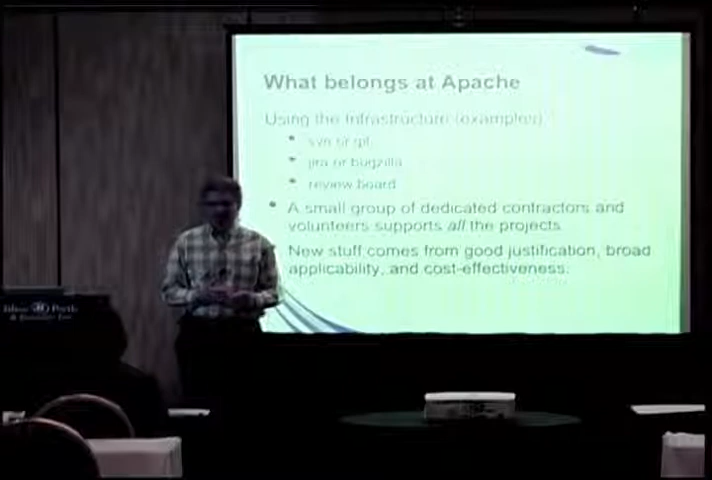 What belongs at Apache
Using the Infrastructure (examples)
svn or git
jira or bugzilla
review board
A small group of dedicated contractors and
volunteers supports all the projects
New stuff comes from good justification, broad
applicability, and cost-effectiveness.